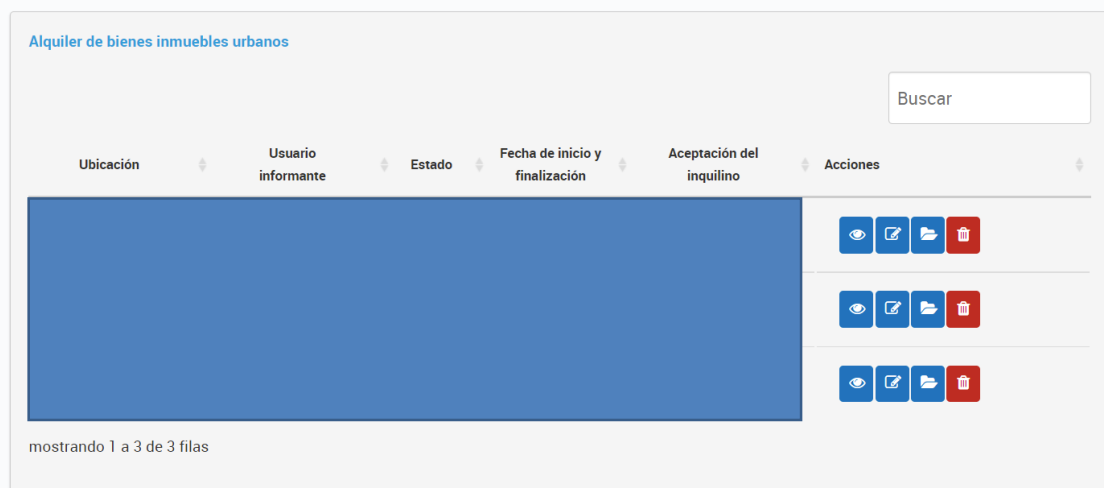 Alquiler de bienes inmuebles urbanos
Buscar
Ubicación
Usuario
informante
Estado
Fecha de inicio y
finalización
Aceptación del
inquilino
Acciones
mostrando 1 a 3 de 3 filas